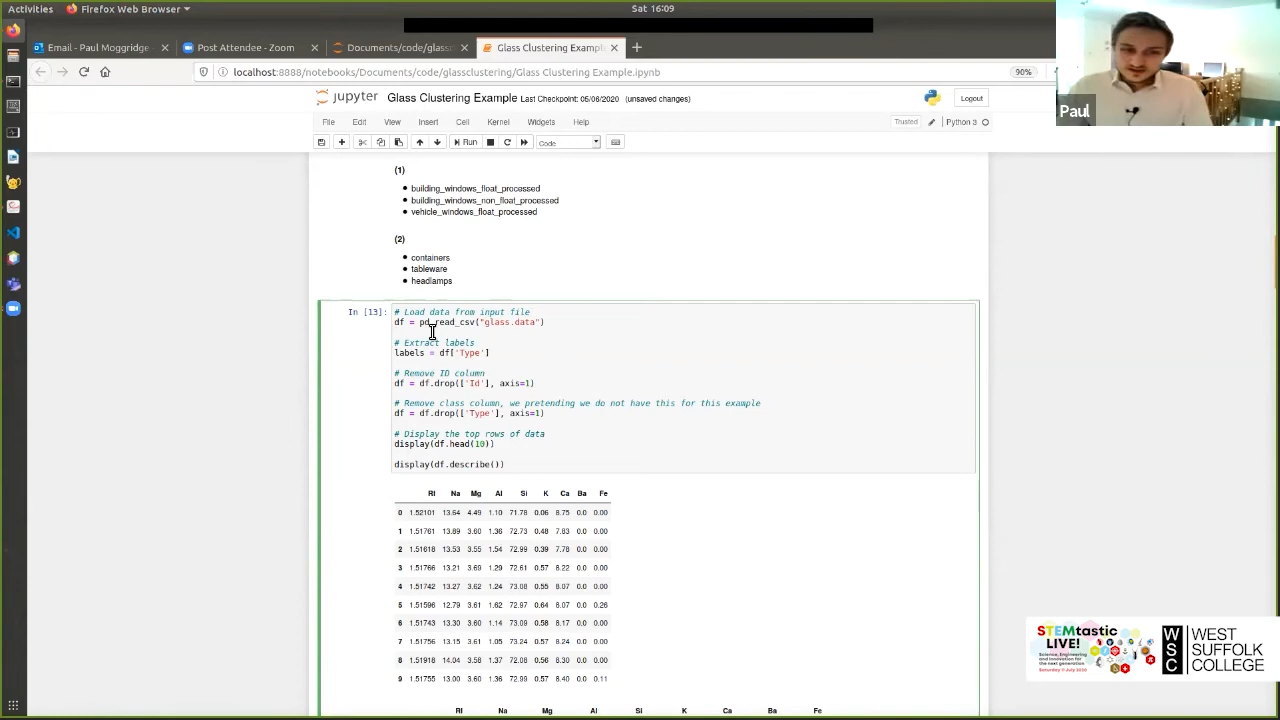 Activities
Firefox Web Browser
Sat 16:09
Email - Paul Moggridge
Post Attendee - Zoom
Documents/code/glass
Glass Clustering Example
localhost:8888/notebooks/Documents/code/glassclustering/Glass Clustering Example.ipynb
90%
Paul
jupyter Glass Clustering Example Last Checkpoint: 05/06/2020 (unsaved changes)
Logout
File Edit View Insert Cell Kernel Widgets Help
Trusted
Python 3
Run
Code
(1)
building_windows_float_processed
building_windows_non_float_processed
vehicle_windows_float_processed
(2)
containers
tableware
headlamps
In [13]:
# Load data from input file
df = pd.read_csv("glass.data")
# Extract labels
labels = df['Type']
# Remove ID column
df = df.drop(['Id'], axis=1)
# Remove class column, we pretending we do not have this for this example
df = df.drop(['Type'], axis=1)
# Display the top rows of data
display(df.head(10))
display(df.describe())
RI Na Mg Al Si K Ca Ba Fe
0 1.52101 13.64 4.49 1.10 71.78 0.06 8.75 0.0 0.00
1 1.51761 13.89 3.60 1.36 72.73 0.48 7.83 0.0 0.00
2 1.51618 13.53 3.55 1.54 72.99 0.39 7.78 0.0 0.00
3 1.51766 13.21 3.69 1.29 72.61 0.57 8.22 0.0 0.00
4 1.51742 13.27 3.62 1.24 73.08 0.55 8.07 0.0 0.00
5 1.51596 12.79 3.61 1.62 72.97 0.64 8.07 0.0 0.26
6 1.51743 13.30 3.60 1.14 73.09 0.58 8.17 0.0 0.00
7 1.51756 13.15 3.61 1.05 73.24 0.57 8.24 0.0 0.00
8 1.51918 14.04 3.58 1.37 72.08 0.56 8.30 0.0 0.00
9 1.51755 13.00 3.60 1.36 72.99 0.57 8.40 0.0 0.11
RI Na Mg Al Si K Ca Ba Fe
STEMtastic
LIVE!
Science, Engineering
and Innovation for
the next generation
Saturday 11 July 2020
WSC
WEST
SUFFOLK
COLLEGE